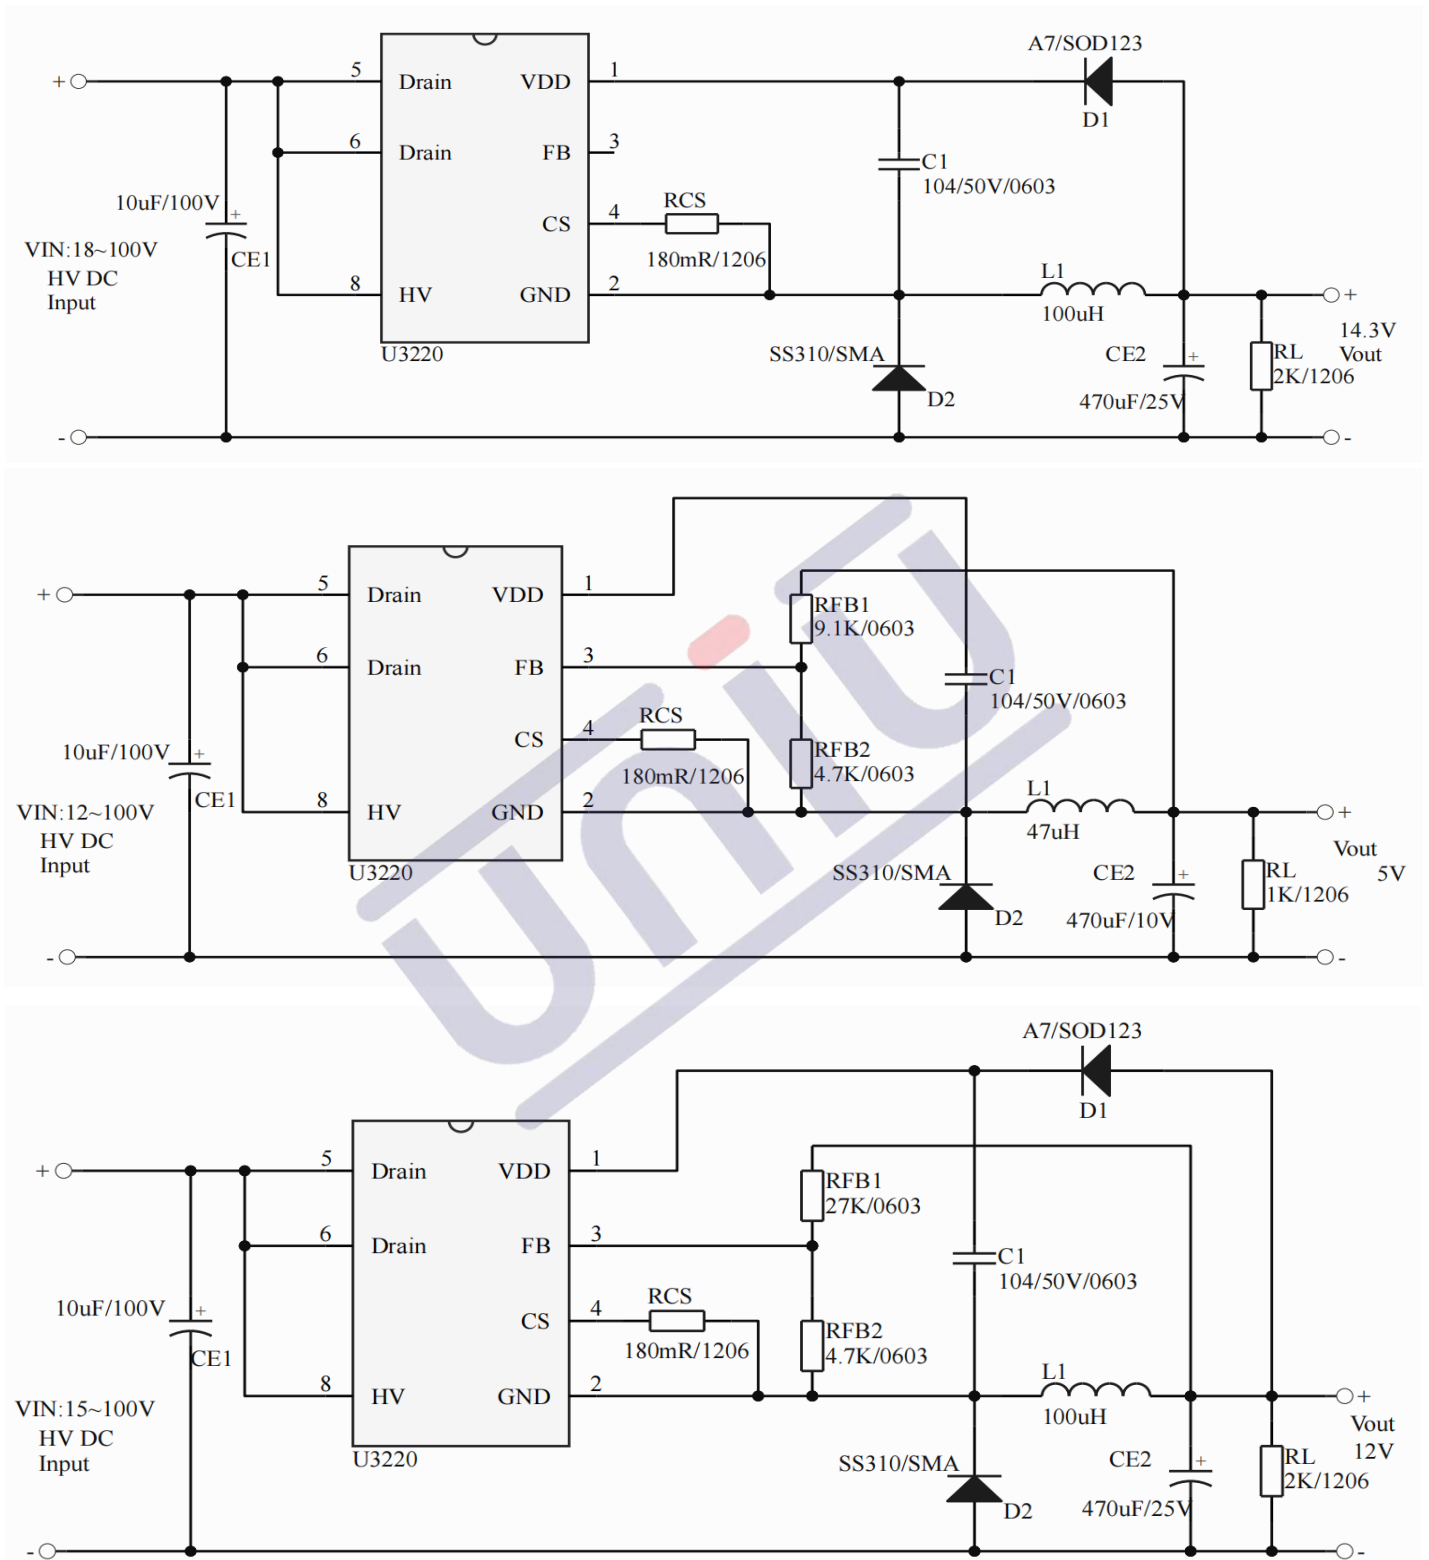 A7/SOD123
+
5
Drain
VDD
1
D1
6
Drain
FB
3
C1
104/50V/0603
10uF/100V
+
CE1
CS
4
RCS
180mR/1206
VIN:18~100V
HV DC
Input
8
HV
GND
2
L1
100uH
+
14.3V
Vout
U3220
SS310/SMA
D2
CE2
+
470uF/25V
RL
2K/1206
-
-
+
5
Drain
VDD
1
RFB1
9.1K/0603
6
Drain
FB
3
C1
104/50V/0603
10uF/100V
+
CE1
CS
4
RCS
180mR/1206
RFB2
4.7K/0603
VIN:12~100V
HV DC
Input
8
HV
GND
2
L1
47uH
+
Vout
5V
U3220
SS310/SMA
D2
CE2
+
470uF/10V
RL
1K/1206
-
-
uniu
A7/SOD123
D1
+
5
Drain
VDD
1
RFB1
27K/0603
6
Drain
FB
3
C1
104/50V/0603
10uF/100V
+
CE1
CS
4
RCS
180mR/1206
RFB2
4.7K/0603
VIN:15~100V
HV DC
Input
8
HV
GND
2
L1
100uH
+
Vout
12V
U3220
SS310/SMA
D2
CE2
+
470uF/25V
RL
2K/1206
-
-